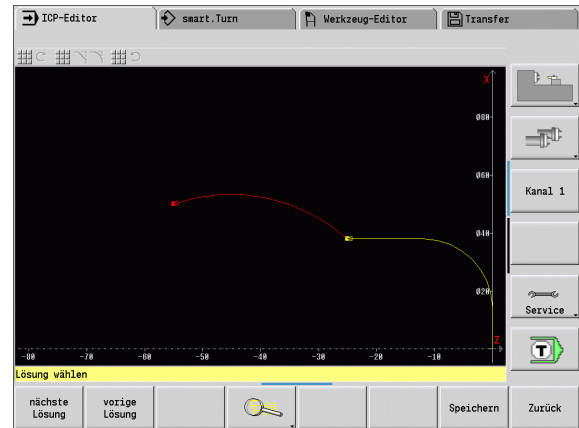 ICP-Editor smart.Turn Werkzeug-Editor Transfer
X
Ø80
Ø60
Ø40
Ø20
Z
-80 -70 -60 -50 -40 -30 -20 -10
Lösung wählen
Kanal 1
Service
T
nächste Lösung
vorige Lösung
Speichern
Zurück